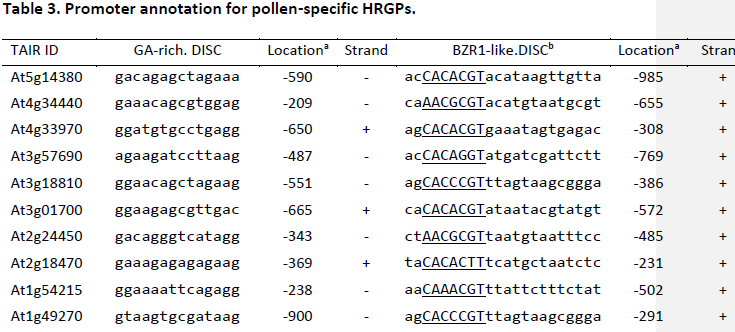 Table 3. Promoter annotation for pollen-specific HRGPs.
TAIR ID GA-rich. DISC Locationa Strand BZR1-like.DISCb Locationa Stran
At5g14380 gacagagctagaaa -590 - acCACACGTacataagttgtta -985 +
At4g34440 gaaacagcgtggag -209 - caAACGCGTacatgtaatgcgt -655 +
At4g33970 ggatgtgcctgagg -650 + agCACACGTgaaatagtgagac -308 +
At3g57690 agaagatccttaag -487 - acCACAGGTatgatcgattctt -769 +
At3g18810 ggaacagctagaag -551 - agCACCCGTttagtaagcggga -386 +
At3g01700 ggaagagcgttgac -665 + caCACACGTataatacgtatgt -572 +
At2g24450 gacagggtcatagg -343 - ctAACGCGTtaatgtaatttcc -485 +
At2g18470 gaaagagagagaag -369 + taCACACTTtcatgctaatctc -231 +
At1g54215 ggaaaattcagagg -238 - aaCAAACGTttattctttctat -502 +
At1g49270 gtaagtgcgataag -900 - agCACCCGTttagtaagcggga -291 +